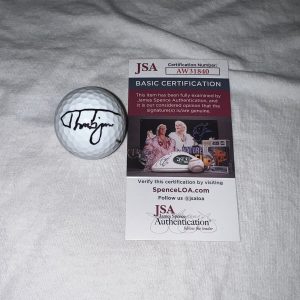 JSA
Certification Number:
AW31840
BASIC CERTIFICATION
This item has been fully examined by
James Spence Authentication, and
it is our considered opinion that the
signature(s) is/are genuine.
Verify this certification by visiting
SpenceLOA.com
Follow us @jsaloa
JSA
James Spence
Authentication